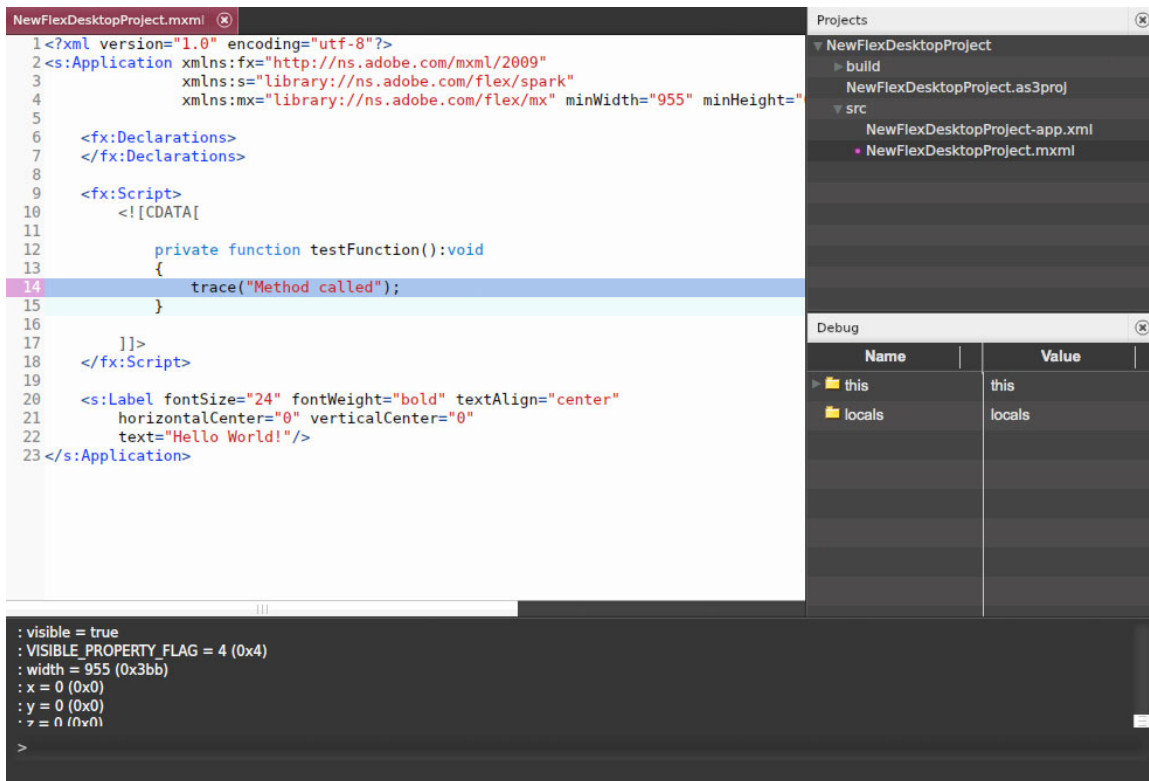 NewFlexDesktopProject.mxml
1<?xml version="1.0" encoding="utf-8"?>
2<s:Application xmlns:fx="http://ns.adobe.com/mxml/2009"
3 xmlns:s="library://ns.adobe.com/flex/spark"
4 xmlns:mx="library://ns.adobe.com/flex/mx" minWidth="955" minHeight="
5
6 <fx:Declarations>
7 </fx:Declarations>
8
9 <fx:Script>
10 <![CDATA[
11
12 private function testFunction():void
13 {
14 trace("Method called");
15 }
16
17 ]]>
18 </fx:Script>
19
20 <s:Label fontSize="24" fontWeight="bold" textAlign="center"
21 horizontalCenter="0" verticalCenter="0"
22 text="Hello World!"/>
23</s:Application>
Projects
NewFlexDesktopProject
build
NewFlexDesktopProject.as3proj
src
NewFlexDesktopProject-app.xml
NewFlexDesktopProject.mxml
Debug
Name Value
this this
locals locals
: visible = true
: VISIBLE_PROPERTY_FLAG = 4 (0x4)
: width = 955 (0x3bb)
: x = 0 (0x0)
: y = 0 (0x0)
: z = 0 (0x0)
>